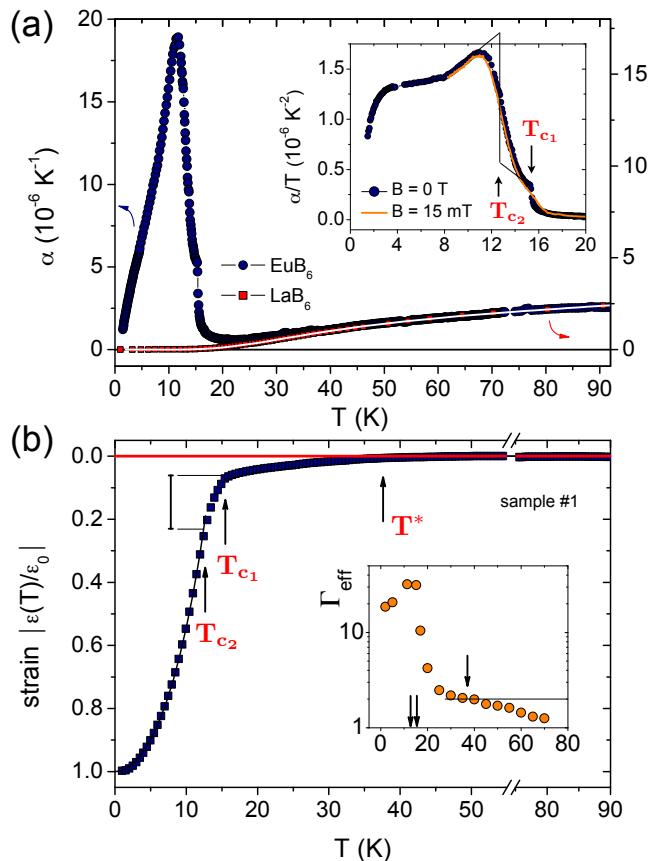 (a)
20
15
10
5
0
α (10⁻⁶ K⁻¹)
0 10 20 30 40 50 60 70 80 90
T (K)
15
10
5
0
EuB₆
LaB₆
1.5
1.0
0.5
0.0
α/T (10⁻⁶ K⁻²)
0 4 8 12 16 20
T_c₁
T_c₂
B = 0 T
B = 15 mT
(b)
0.0
0.2
0.4
0.6
0.8
1.0
strain |ε(T)/ε₀|
sample #1
T*
T_c₁
T_c₂
Γ_eff
10
1
0 20 40 60 80
0 10 20 30 40 50 80 90
T (K)